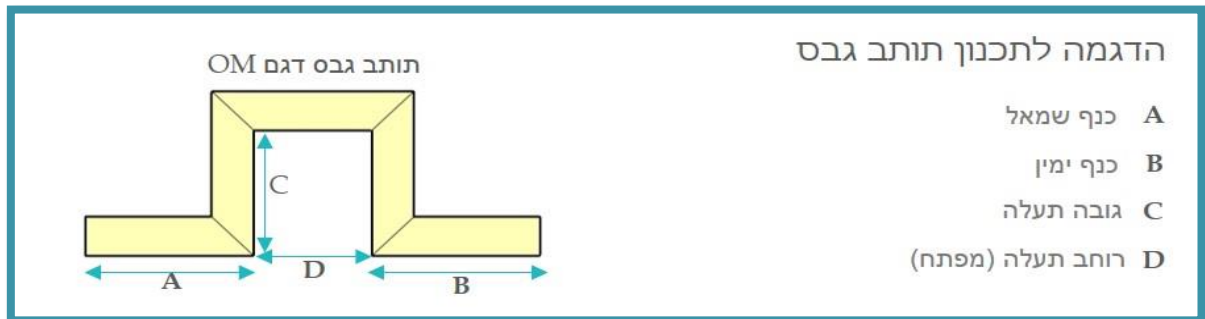 הדגמה לתכנון תותב גבס
A כנף שמאל
B כנף ימין
C גובה תעלה
D רוחב תעלה (מפתח)
תותב גבס דגם OM
C
A
D
B